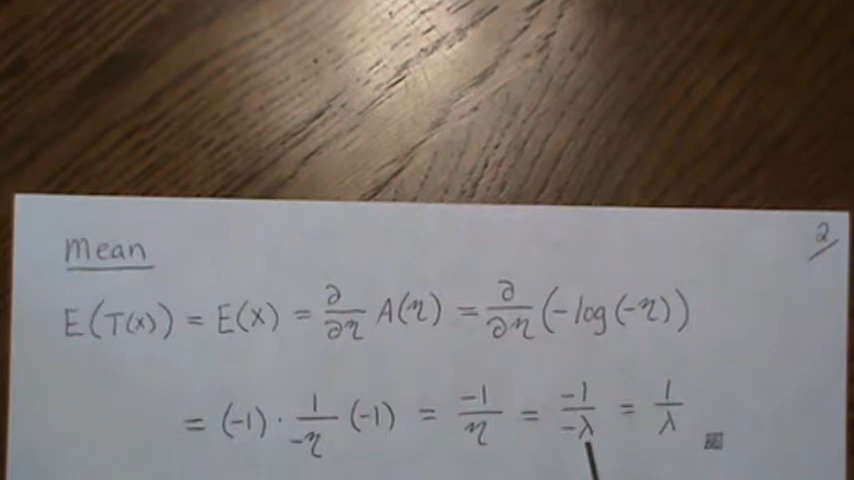 2
Mean
E(T(x)) = E(x) = ∂/∂η A(η) = ∂/∂η (-log(-η))
= (-1) · 1/-η (-1) = -1/η = -1/-λ = 1/λ